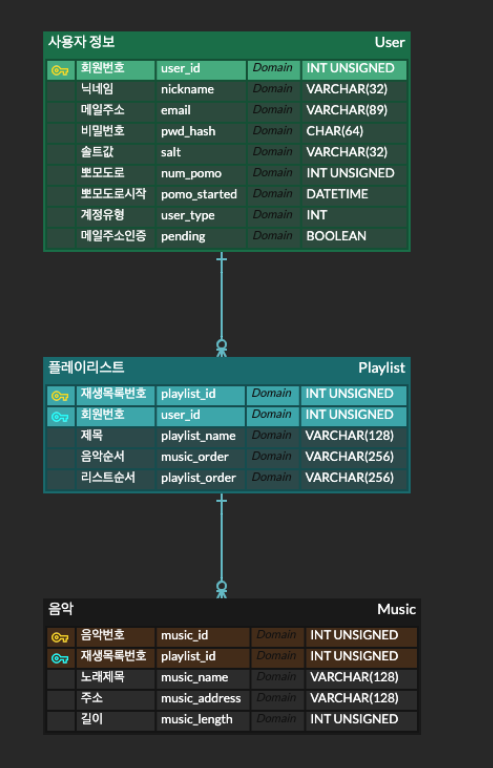 사용자 정보 User
회원번호 user_id Domain INT UNSIGNED
닉네임 nickname Domain VARCHAR(32)
메일주소 email Domain VARCHAR(89)
비밀번호 pwd_hash Domain CHAR(64)
솔트값 salt Domain VARCHAR(32)
뽀모도로 num_pomo Domain INT UNSIGNED
뽀모도로시작 pomo_started Domain DATETIME
계정유형 user_type Domain INT
메일주소인증 pending Domain BOOLEAN
플레이리스트 Playlist
재생목록번호 playlist_id Domain INT UNSIGNED
회원번호 user_id Domain INT UNSIGNED
제목 playlist_name Domain VARCHAR(128)
음악순서 music_order Domain VARCHAR(256)
리스트순서 playlist_order Domain VARCHAR(256)
음악 Music
음악번호 music_id Domain INT UNSIGNED
재생목록번호 playlist_id Domain INT UNSIGNED
노래제목 music_name Domain VARCHAR(128)
주소 music_address Domain VARCHAR(128)
길이 music_length Domain INT UNSIGNED